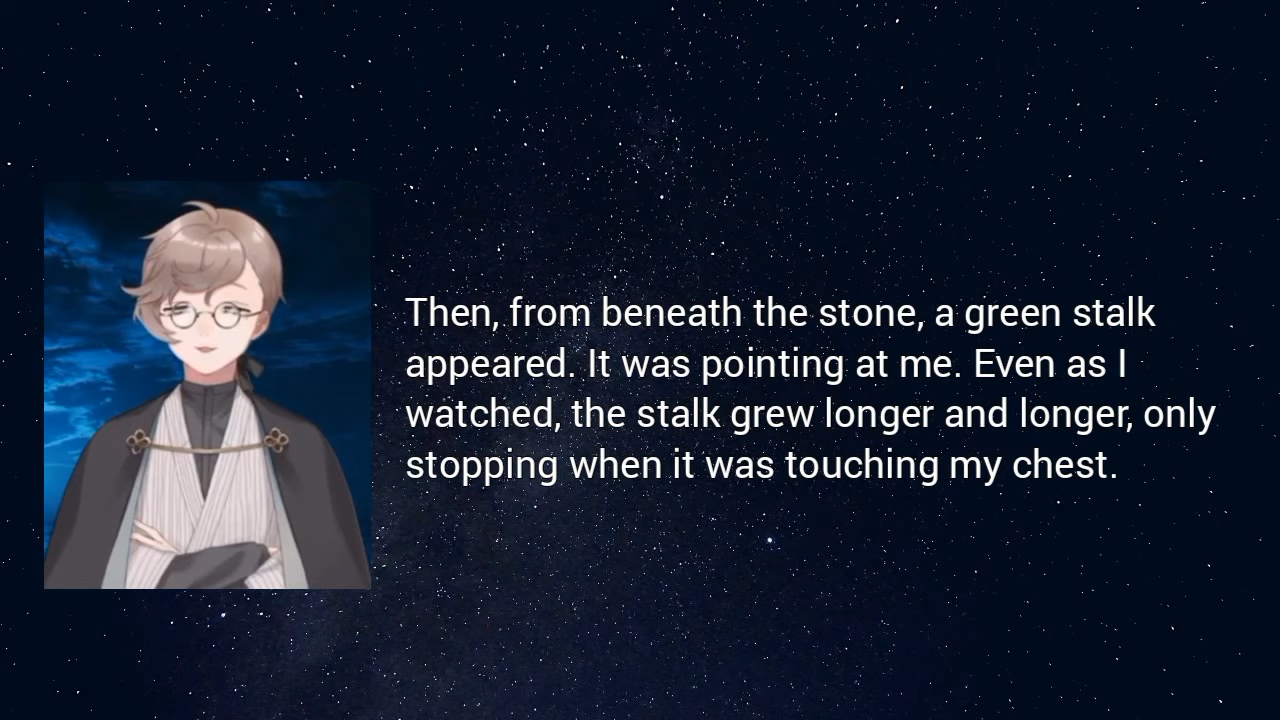 Then, from beneath the stone, a green stalk
appeared. It was pointing at me. Even as I
watched, the stalk grew longer and longer, only
stopping when it was touching my chest.